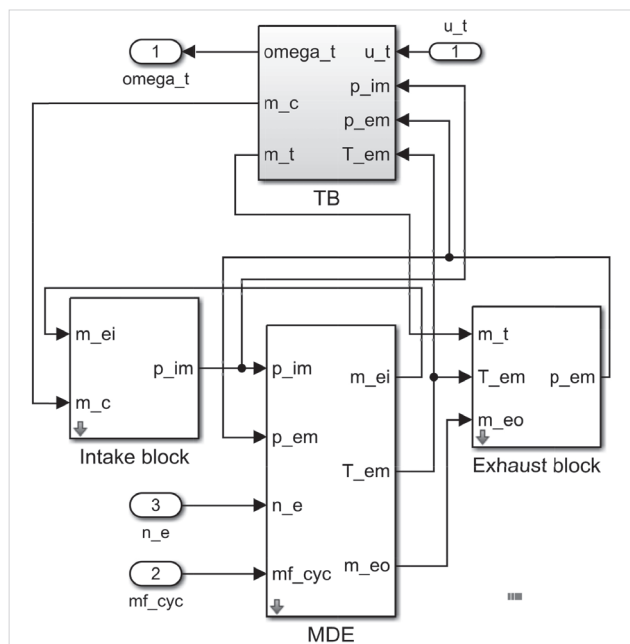 u_t
1
omega_t
1
omega_t
m_c
m_t
u_t
p_im
p_em
T_em
TB
m_ei
m_c
p_im
Intake block
p_im
p_em
n_e
mf_cyc
m_ei
T_em
m_eo
MDE
m_t
T_em
m_eo
p_em
Exhaust block
3
n_e
2
mf_cyc